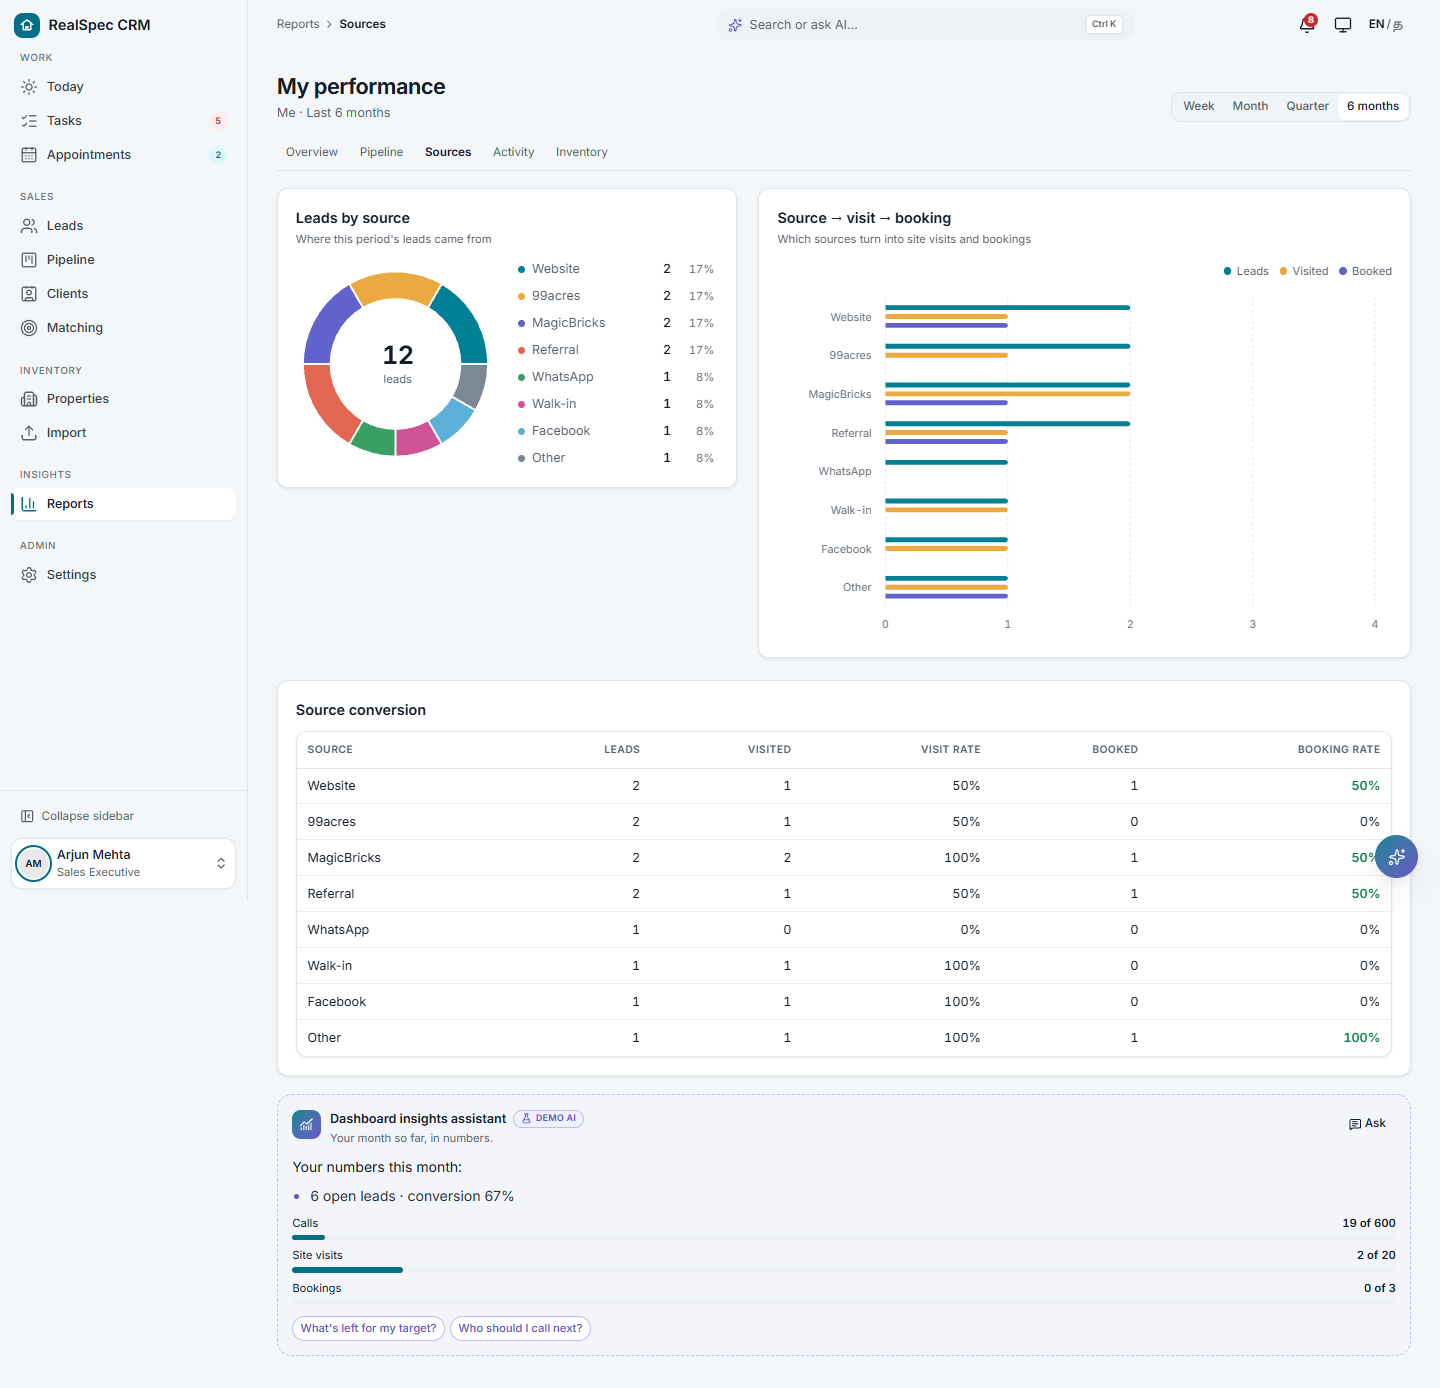 RealSpec CRM
WORK
Today
Tasks 5
Appointments 2
SALES
Leads
Pipeline
Clients
Matching
INVENTORY
Properties
Import
INSIGHTS
Reports
ADMIN
Settings
Collapse sidebar
AM
Arjun Mehta
Sales Executive
Reports > Sources
Search or ask AI... Ctrl K
8
EN / த
My performance
Me · Last 6 months
Week Month Quarter 6 months
Overview Pipeline Sources Activity Inventory
Leads by source
Where this period's leads came from
12
leads
Website 2 17%
99acres 2 17%
MagicBricks 2 17%
Referral 2 17%
WhatsApp 1 8%
Walk-in 1 8%
Facebook 1 8%
Other 1 8%
Source → visit → booking
Which sources turn into site visits and bookings
Leads Visited Booked
Website
99acres
MagicBricks
Referral
WhatsApp
Walk-in
Facebook
Other
0 1 2 3 4
Source conversion
SOURCE LEADS VISITED VISIT RATE BOOKED BOOKING RATE
Website 2 1 50% 1 50%
99acres 2 1 50% 0 0%
MagicBricks 2 2 100% 1 50%
Referral 2 1 50% 1 50%
WhatsApp 1 0 0% 0 0%
Walk-in 1 1 100% 0 0%
Facebook 1 1 100% 0 0%
Other 1 1 100% 1 100%
Dashboard insights assistant DEMO AI
Your month so far, in numbers.
Ask
Your numbers this month:
• 6 open leads · conversion 67%
Calls 19 of 600
Site visits 2 of 20
Bookings 0 of 3
What's left for my target? Who should I call next?